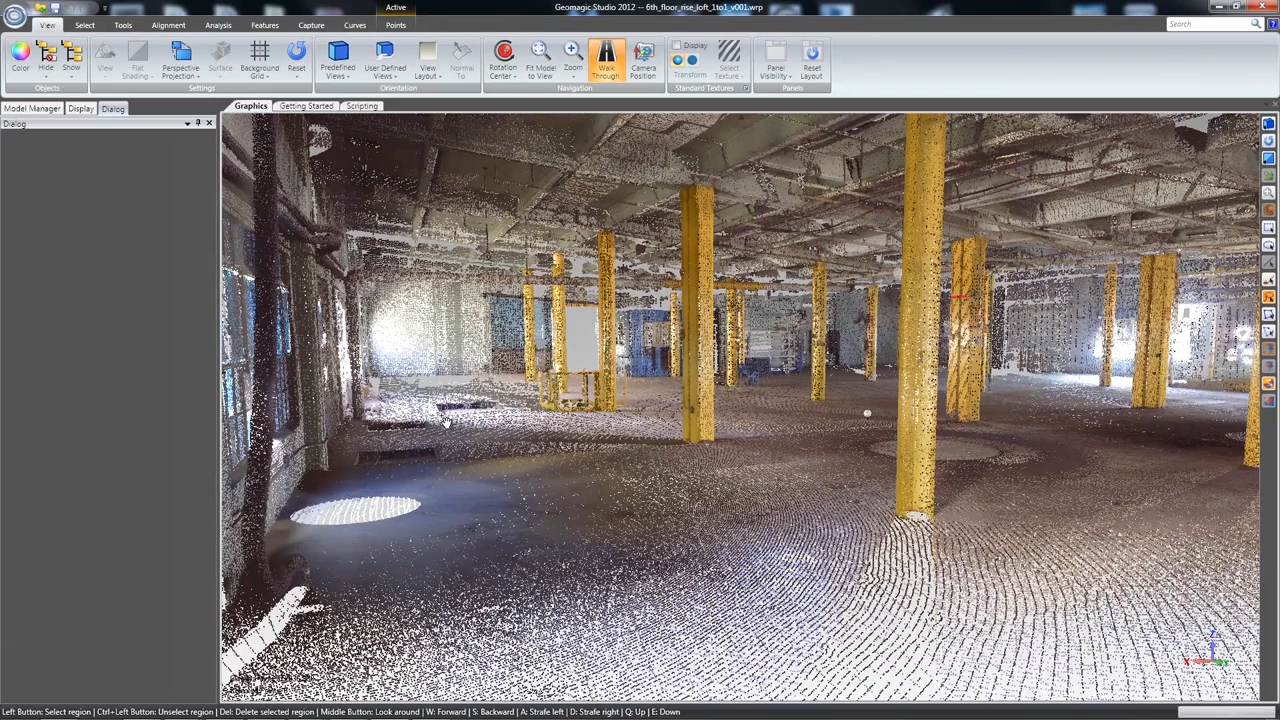 Active
Geomagic Studio 2012 -- 6th_floor_rise_loft_1to1_v001.wrp
View
Select
Tools
Alignment
Analysis
Features
Capture
Curves
Points
Search
Color
Hide
Show
View
Flat Shading
Perspective Projection
Surface
Background Grid
Reset
Predefined Views
User Defined Views
View Layout
Normal To
Rotation Center
Fit Model to View
Zoom
Walk Through
Camera Position
Display
Transform
Select Texture
Panel Visibility
Reset Layout
Objects
Settings
Orientation
Navigation
Standard Textures
Panels
Model Manager
Display
Dialog
Graphics
Getting Started
Scripting
Dialog
Z
X
Left Button: Select region | Ctrl+Left Button: Unselect region | Del: Delete selected region | Middle Button: Look around | W: Forward | S: Backward | A: Strafe left | D: Strafe right | Q: Up | E: Down